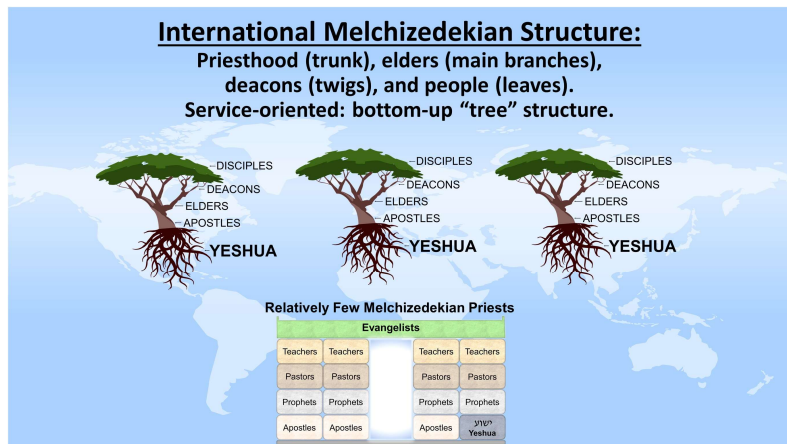 International Melchizedekian Structure:
Priesthood (trunk), elders (main branches),
deacons (twigs), and people (leaves).
Service-oriented: bottom-up “tree” structure.
DISCIPLES
DEACONS
ELDERS
APOSTLES
YESHUA
DISCIPLES
DEACONS
ELDERS
APOSTLES
YESHUA
DISCIPLES
DEACONS
ELDERS
APOSTLES
YESHUA
Relatively Few Melchizedekian Priests
Evangelists
Teachers Teachers Teachers Teachers
Pastors Pastors Pastors Pastors
Prophets Prophets Prophets Prophets
Apostles Apostles Apostles ישוע
Yeshua